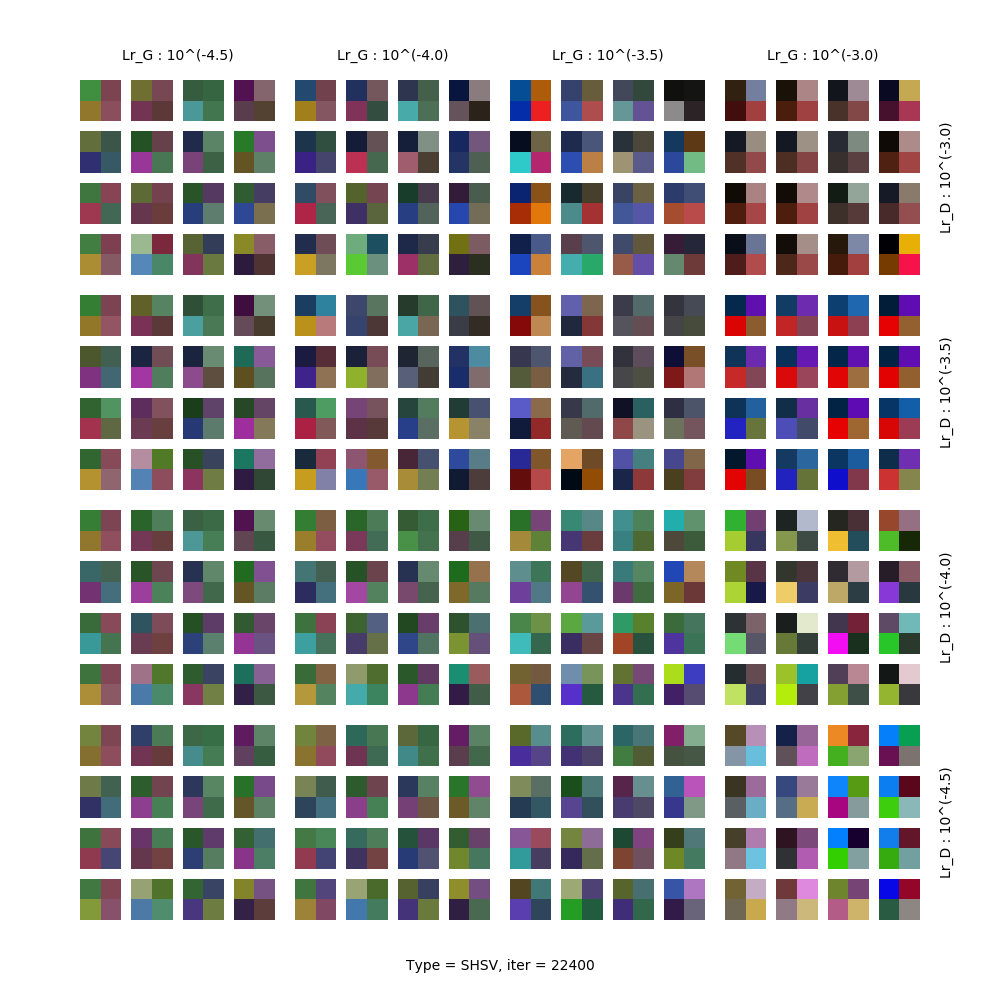 Lr_G : 10^(-4.5)
Lr_G : 10^(-4.0)
Lr_G : 10^(-3.5)
Lr_G : 10^(-3.0)
Lr_D : 10^(-3.0)
Lr_D : 10^(-3.5)
Lr_D : 10^(-4.0)
Lr_D : 10^(-4.5)
Type = SHSV, iter = 22400